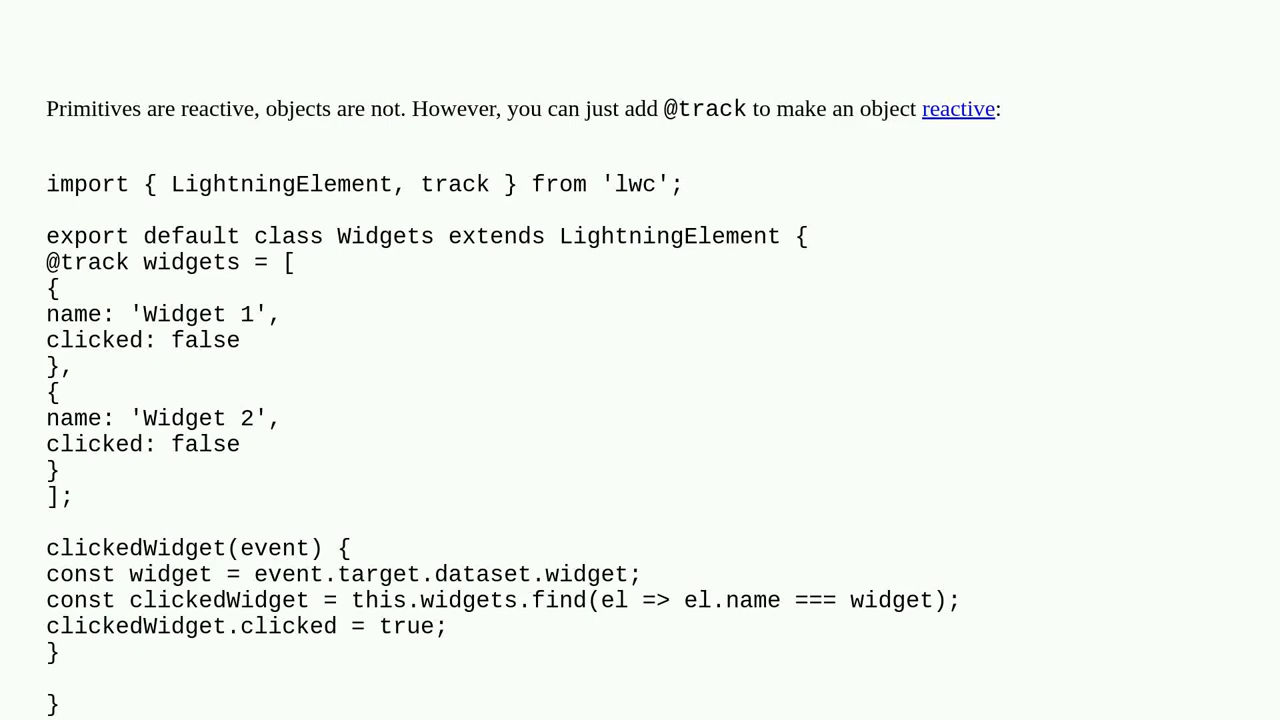 Primitives are reactive, objects are not. However, you can just add @track to make an object reactive:
import { LightningElement, track } from 'lwc';
export default class Widgets extends LightningElement {
@track widgets = [
{
name: 'Widget 1',
clicked: false
},
{
name: 'Widget 2',
clicked: false
}
];
clickedWidget(event) {
const widget = event.target.dataset.widget;
const clickedWidget = this.widgets.find(el => el.name === widget);
clickedWidget.clicked = true;
}
}